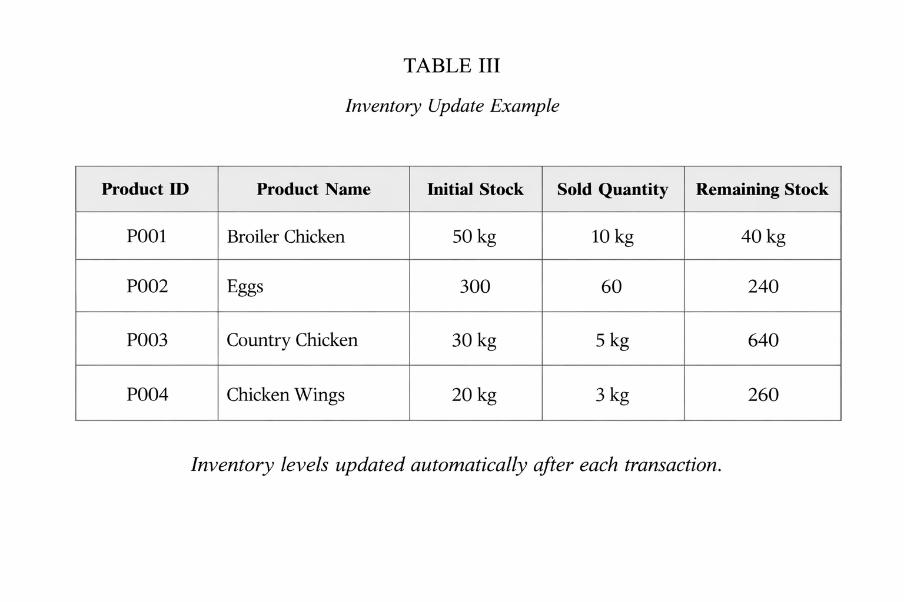 TABLE III
Inventory Update Example
Product ID Product Name Initial Stock Sold Quantity Remaining Stock
P001 Broiler Chicken 50 kg 10 kg 40 kg
P002 Eggs 300 60 240
P003 Country Chicken 30 kg 5 kg 640
P004 Chicken Wings 20 kg 3 kg 260
Inventory levels updated automatically after each transaction.